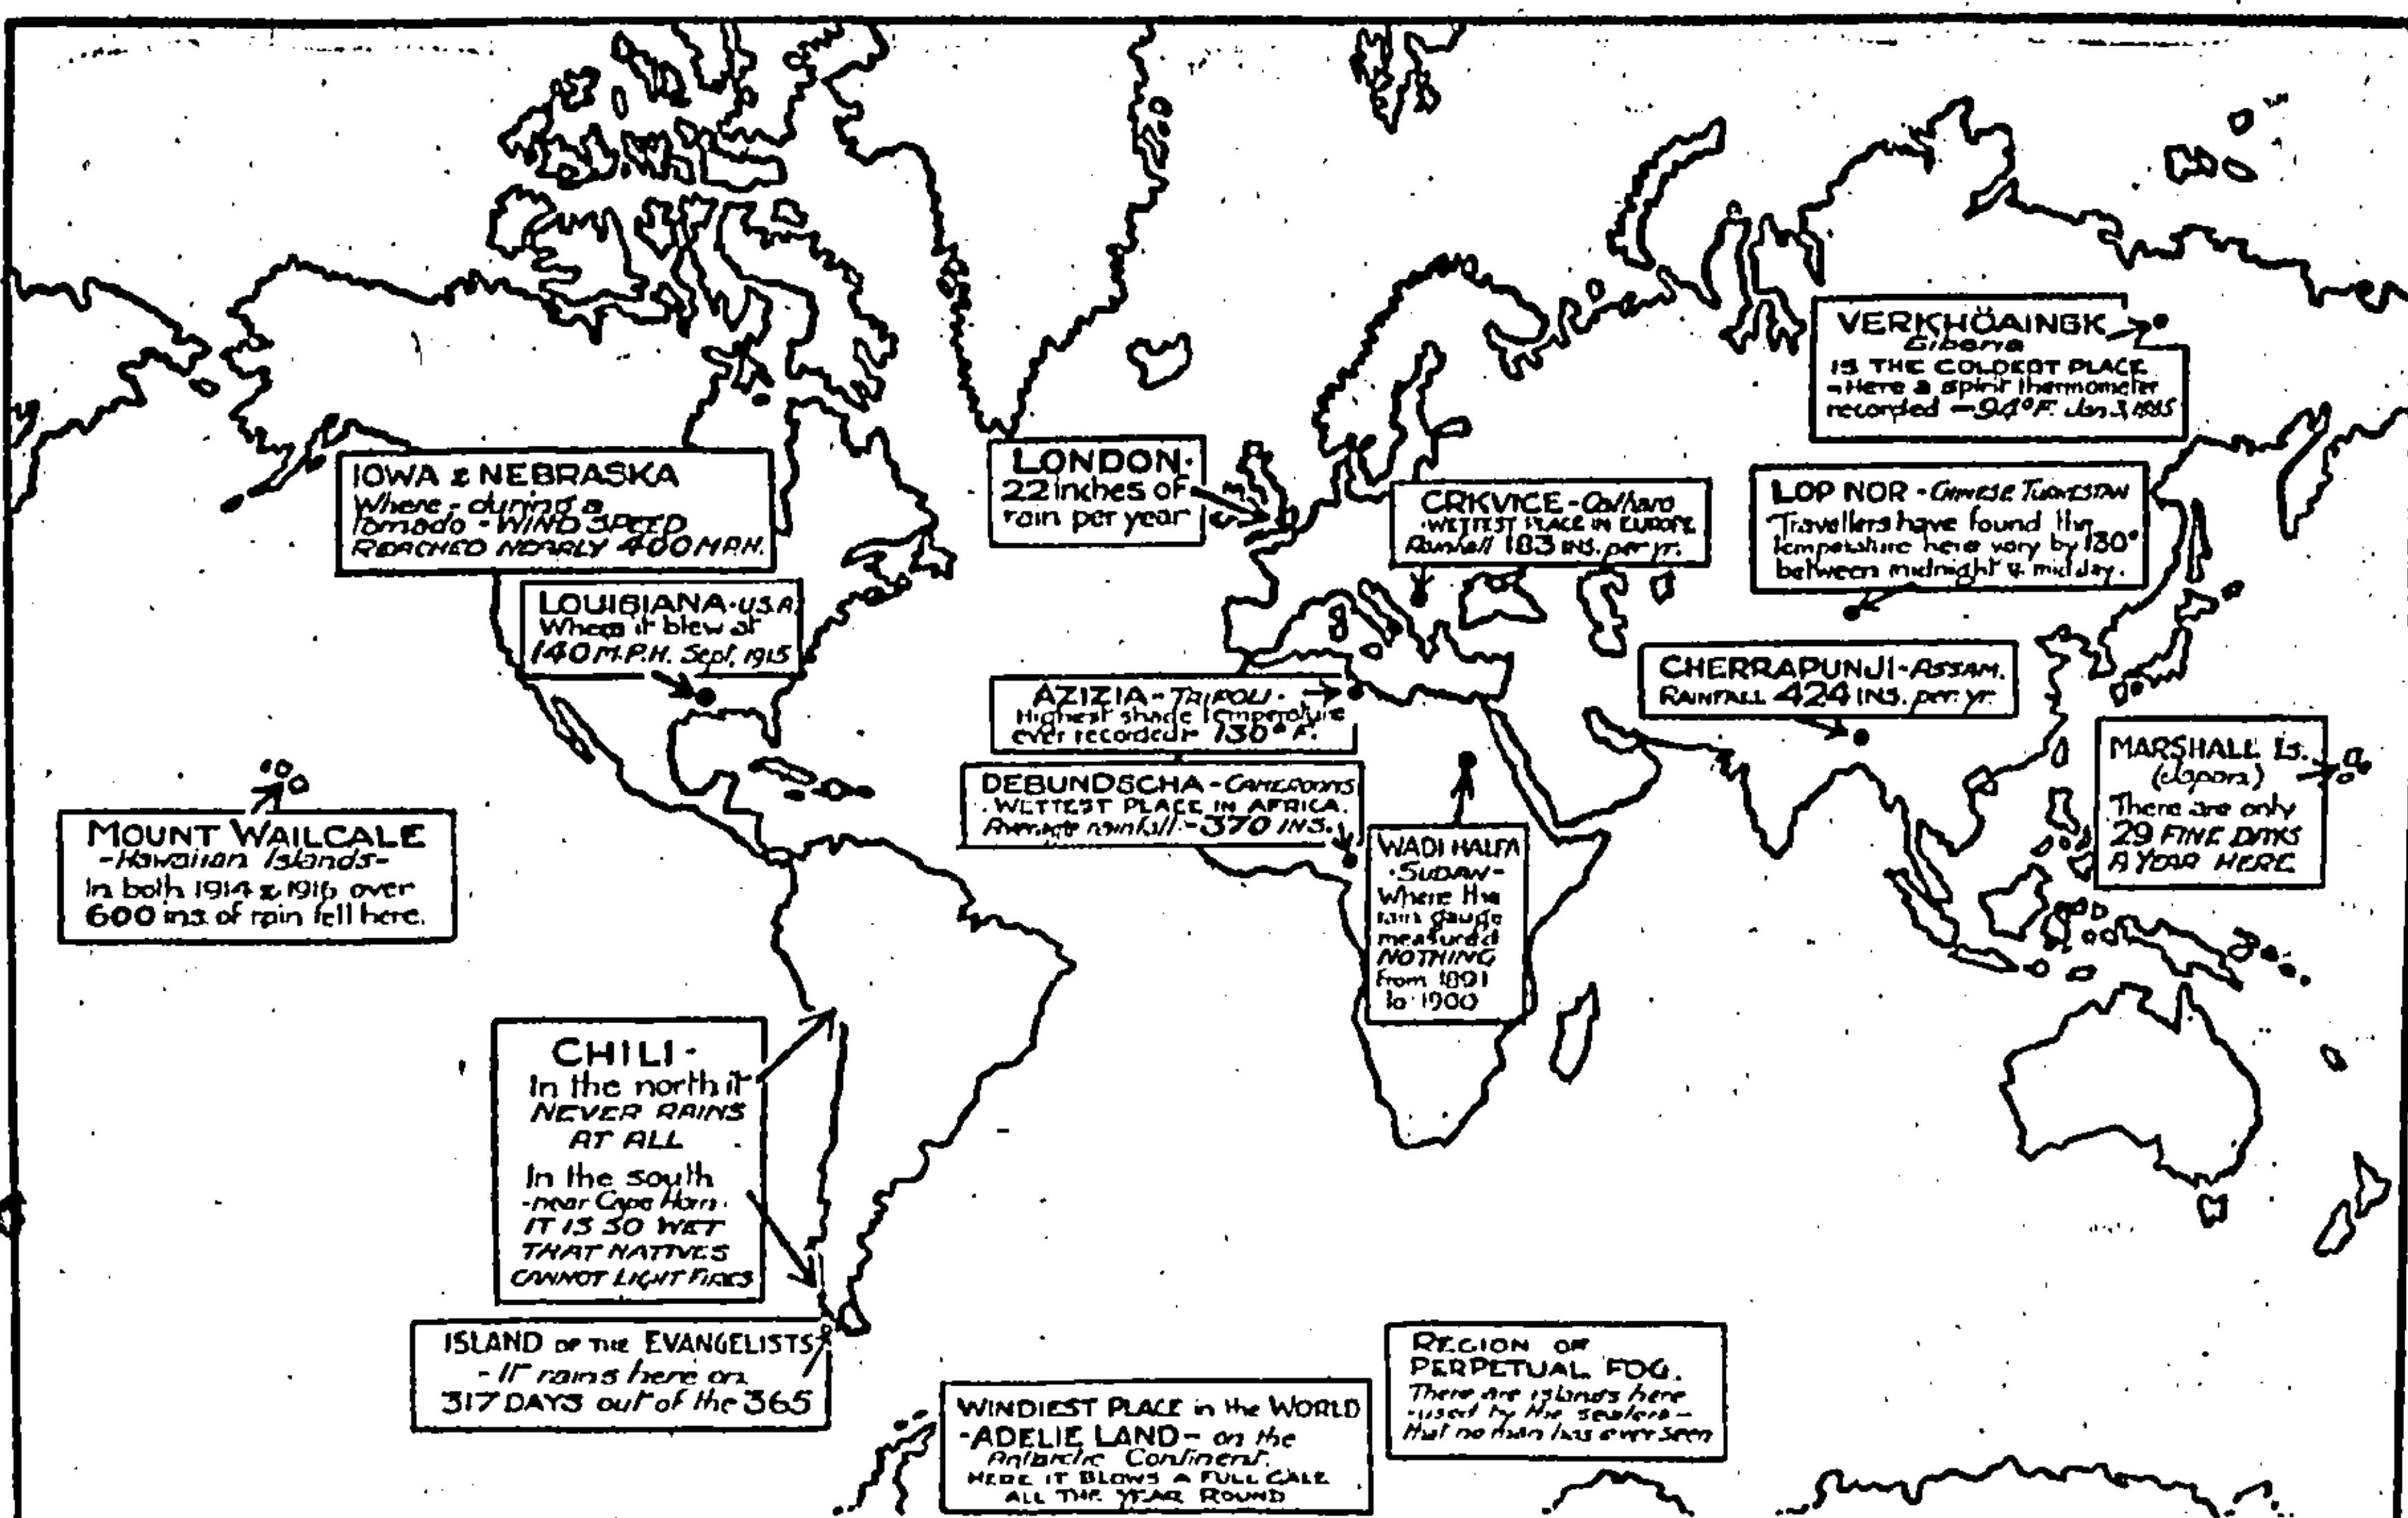 VERKHÖAINGK
Siberia
IS THE COLDEST PLACE
-Here a spirit thermometer
recorded -94°F. Jan 3, 1885
IOWA & NEBRASKA
Where - during a
Tornado - WIND SPEED
REACHED NEARLY 400 M.P.H.
LONDON.
22 inches of
rain per year
CRKVICE - Catharo
WETTEST PLACE IN EUROPE
Rainfall 183 INS. per yr.
LOP NOR - CHINESE TURKESTAN
Travellers have found the
temperature here vary by 130°
between midnight & midday.
LOUISIANA - U.S.A.
Where it blew at
140 M.P.H. Sept, 1915
CHERRAPUNJI - ASSAM.
RAINFALL 424 INS. per. yr.
AZIZIA - TRIPOLI -
Highest shade temperature
ever recorded - 136° F.
MARSHALL Is.
(Japan)
There are only
29 FINE DAYS
A YEAR HERE
DEBUNDSCHA - CAMEROONS
WETTEST PLACE IN AFRICA.
Average rainfall - 370 INS.
MOUNT WAILCALE
-Hawaiian Islands-
In both 1914 & 1916 over
600 ins. of rain fell here.
WADI HALFA
-SUDAN-
Where the
rain gauge
measured
NOTHING
from 1891
to 1900
CHILI -
In the north it
NEVER RAINS
AT ALL
In the south
-near Cape Horn-
IT IS SO WET
THAT NATIVES
CANNOT LIGHT FIRES
ISLAND OF THE EVANGELISTS
- IT rains here on
317 DAYS out of the 365
REGION OF
PERPETUAL FOG.
There are islands here
-used by the sealers-
that no man has ever seen
WINDIEST PLACE in the WORLD
-ADELIE LAND- on the
Antarctic Continent.
HERE IT BLOWS A FULL GALE
ALL THE YEAR ROUND